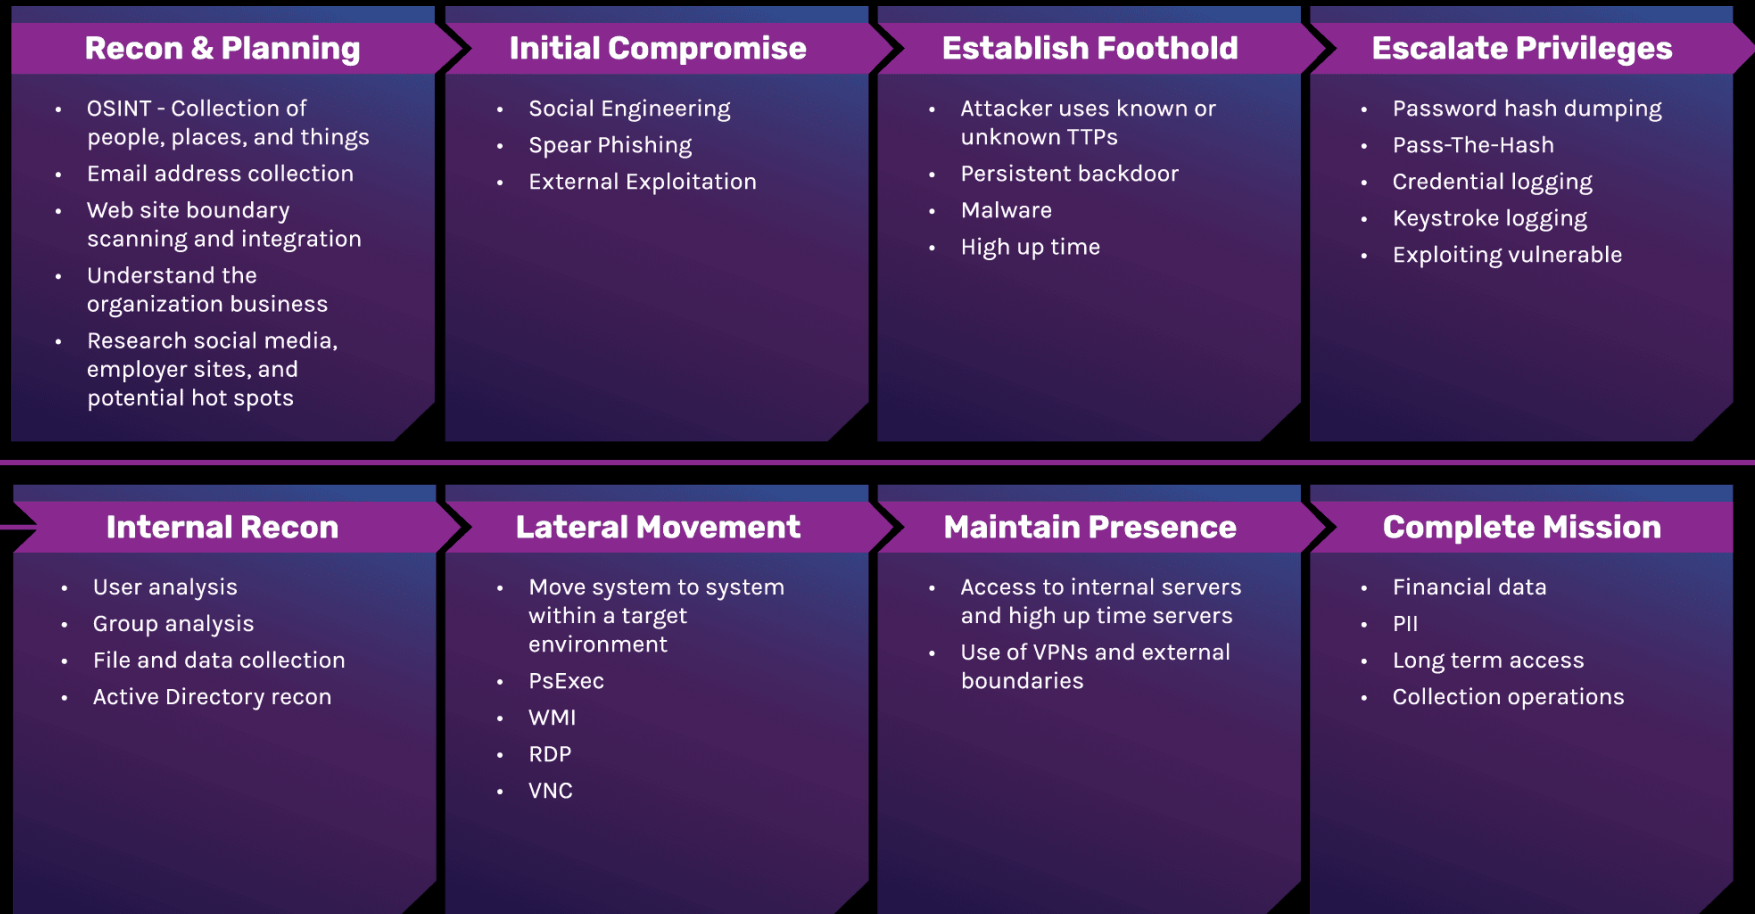 Recon & Planning
• OSINT - Collection of
people, places, and things
• Email address collection
• Web site boundary
scanning and integration
• Understand the
organization business
• Research social media,
employer sites, and
potential hot spots
Initial Compromise
• Social Engineering
• Spear Phishing
• External Exploitation
Establish Foothold
• Attacker uses known or
unknown TTPs
• Persistent backdoor
• Malware
• High up time
Escalate Privileges
• Password hash dumping
• Pass-The-Hash
• Credential logging
• Keystroke logging
• Exploiting vulnerable
Internal Recon
• User analysis
• Group analysis
• File and data collection
• Active Directory recon
Lateral Movement
• Move system to system
within a target
environment
• PsExec
• WMI
• RDP
• VNC
Maintain Presence
• Access to internal servers
and high up time servers
• Use of VPNs and external
boundaries
Complete Mission
• Financial data
• PII
• Long term access
• Collection operations